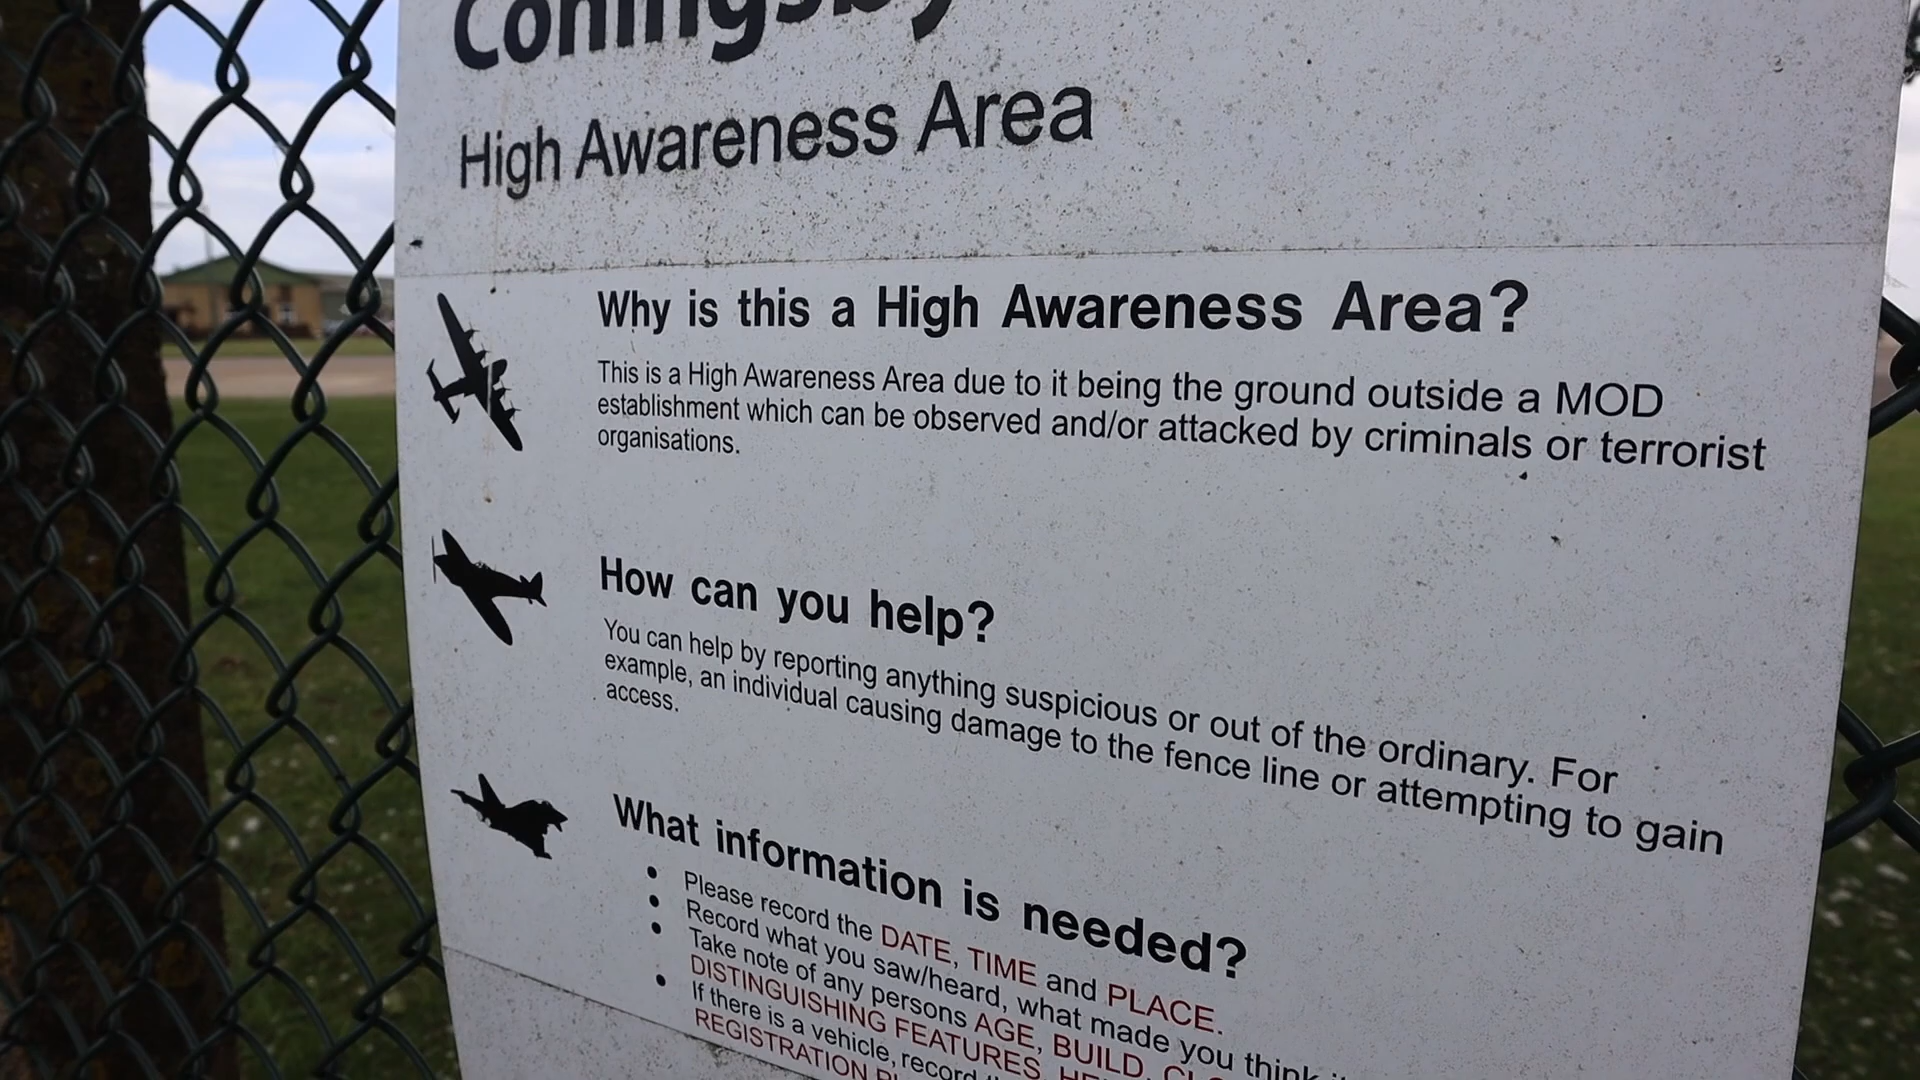 Coningsby
High Awareness Area
Why is this a High Awareness Area?
This is a High Awareness Area due to it being the ground outside a MOD
establishment which can be observed and/or attacked by criminals or terrorist
organisations.
How can you help?
You can help by reporting anything suspicious or out of the ordinary. For
example, an individual causing damage to the fence line or attempting to gain
access.
What information is needed?
• Please record the DATE, TIME and PLACE.
• Record what you saw/heard, what made you think
• Take note of any persons AGE, BUILD,
DISTINGUISHING FEATURES,
• If there is a vehicle, record
REGISTRATION